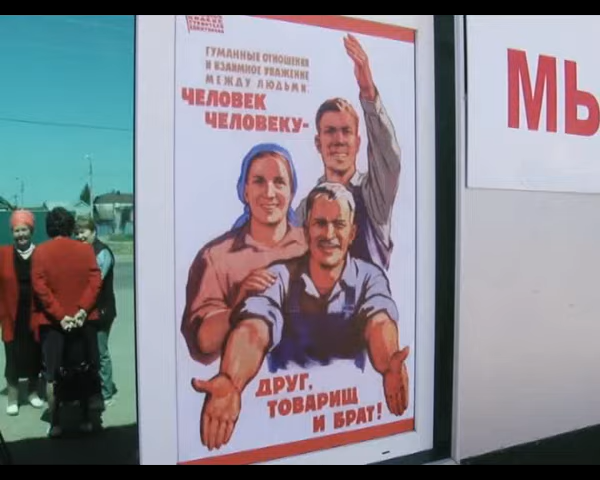 ГУМАННЫЕ ОТНОШЕНИЯ
И ВЗАИМНОЕ УВАЖЕНИЕ
МЕЖДУ ЛЮДЬМИ:
ЧЕЛОВЕК
ЧЕЛОВЕКУ-
ДРУГ,
ТОВАРИЩ
И БРАТ!
МЫ